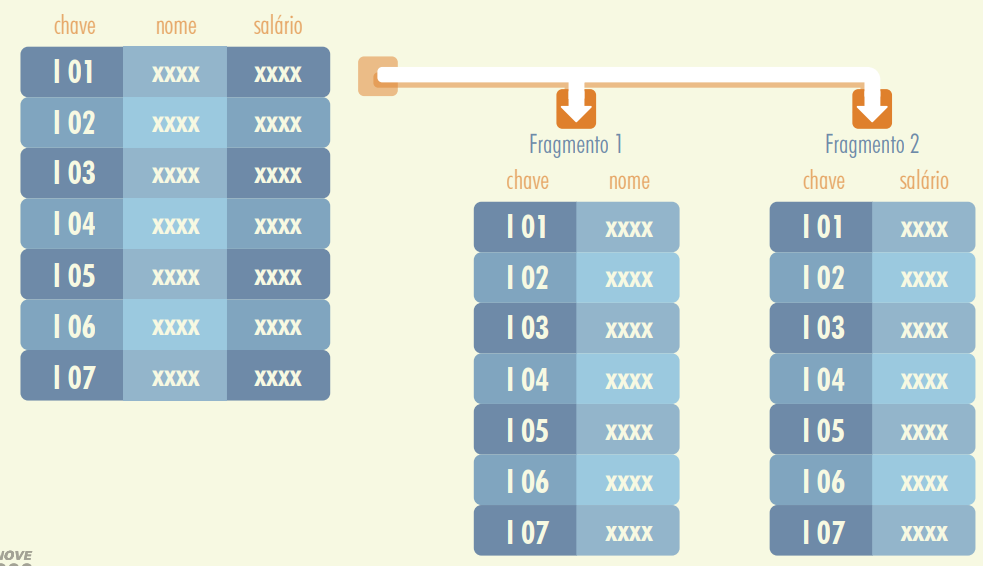 chave nome salário
I 01 xxxx xxxx
I 02 xxxx xxxx
I 03 xxxx xxxx
I 04 xxxx xxxx
I 05 xxxx xxxx
I 06 xxxx xxxx
I 07 xxxx xxxx
Fragmento 1
chave nome
I 01 xxxx
I 02 xxxx
I 03 xxxx
I 04 xxxx
I 05 xxxx
I 06 xxxx
I 07 xxxx
Fragmento 2
chave salário
I 01 xxxx
I 02 xxxx
I 03 xxxx
I 04 xxxx
I 05 xxxx
I 06 xxxx
I 07 xxxx
NOVE